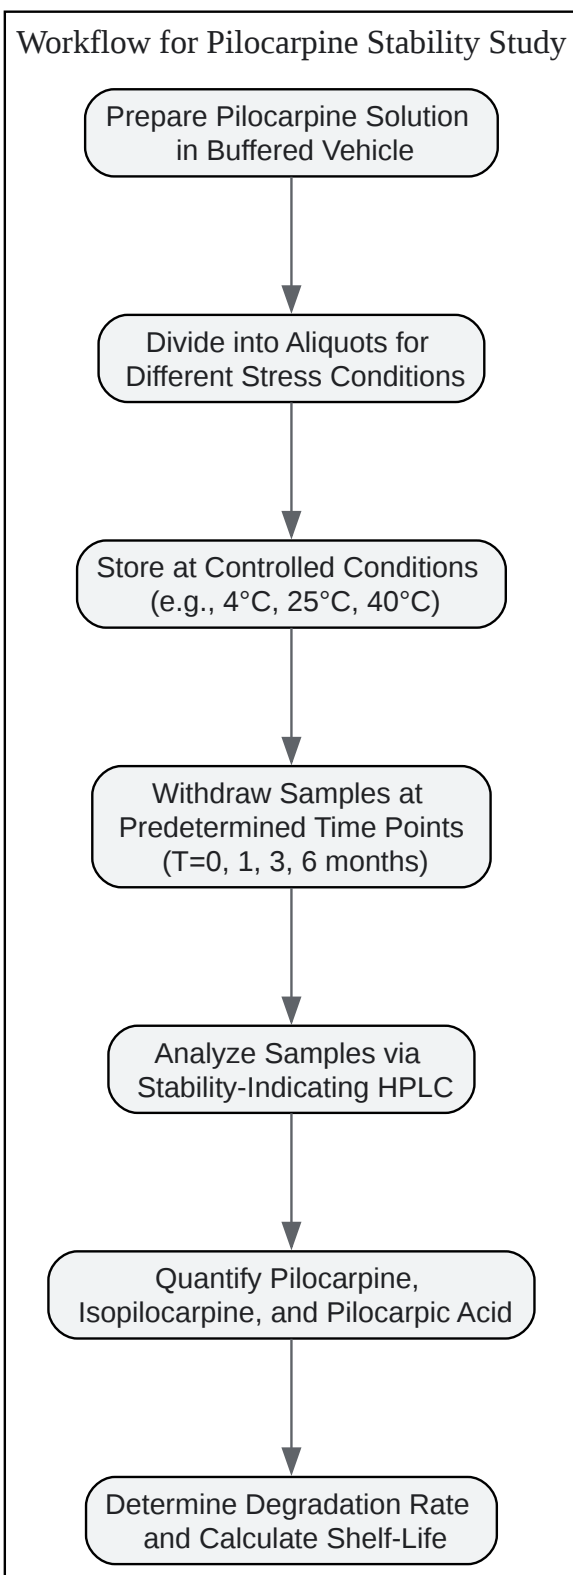 Workflow for Pilocarpine Stability Study
Prepare Pilocarpine Solution
in Buffered Vehicle
Divide into Aliquots for
Different Stress Conditions
Store at Controlled Conditions
(e.g., 4°C, 25°C, 40°C)
Withdraw Samples at
Predetermined Time Points
(T=0, 1, 3, 6 months)
Analyze Samples via
Stability-Indicating HPLC
Quantify Pilocarpine,
Isopilocarpine, and Pilocarpic Acid
Determine Degradation Rate
and Calculate Shelf-Life